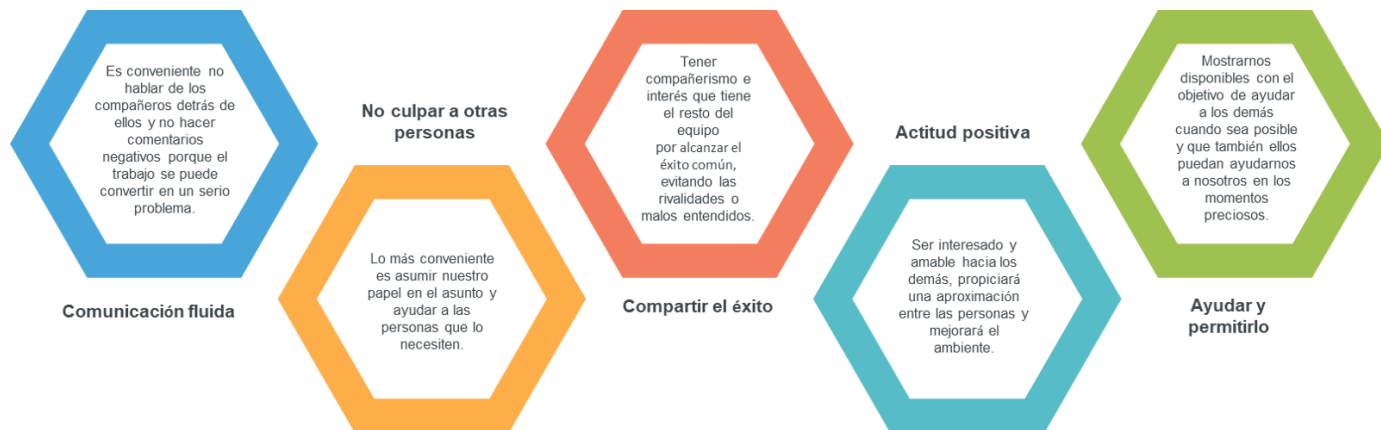 Es conveniente no
hablar de los
compañeros detrás de
ellos y no hacer
comentarios
negativos porque el
trabajo se puede
convertir en un serio
problema.
Comunicación fluida
No culpar a otras
personas
Lo más conveniente
es asumir nuestro
papel en el asunto y
ayudar a las
personas que lo
necesiten.
Tener
compañerismo e
interés que tiene
el resto del
equipo
por alcanzar el
éxito común,
evitando las
rivalidades o
malos entendidos.
Compartir el éxito
Actitud positiva
Ser interesado y
amable hacia los
demás, propiciará
una aproximación
entre las personas y
mejorará el
ambiente.
Mostrarnos
disponibles con el
objetivo de ayudar
a los demás
cuando sea posible
y que también ellos
puedan ayudarnos
a nosotros en los
momentos
preciosos.
Ayudar y
permitirlo